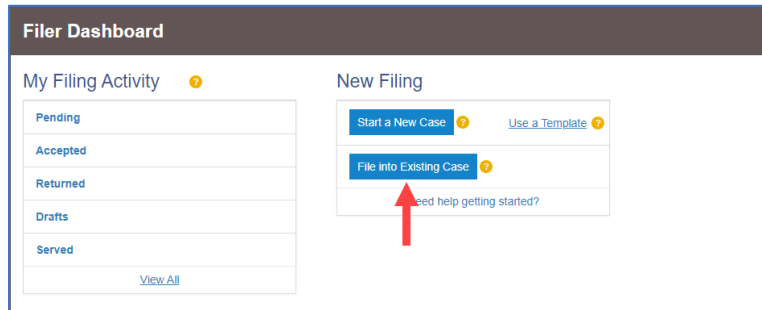 Filer Dashboard
My Filing Activity ?
Pending
Accepted
Returned
Drafts
Served
View All
New Filing
Start a New Case ? Use a Template ?
File into Existing Case ?
eed help getting started?